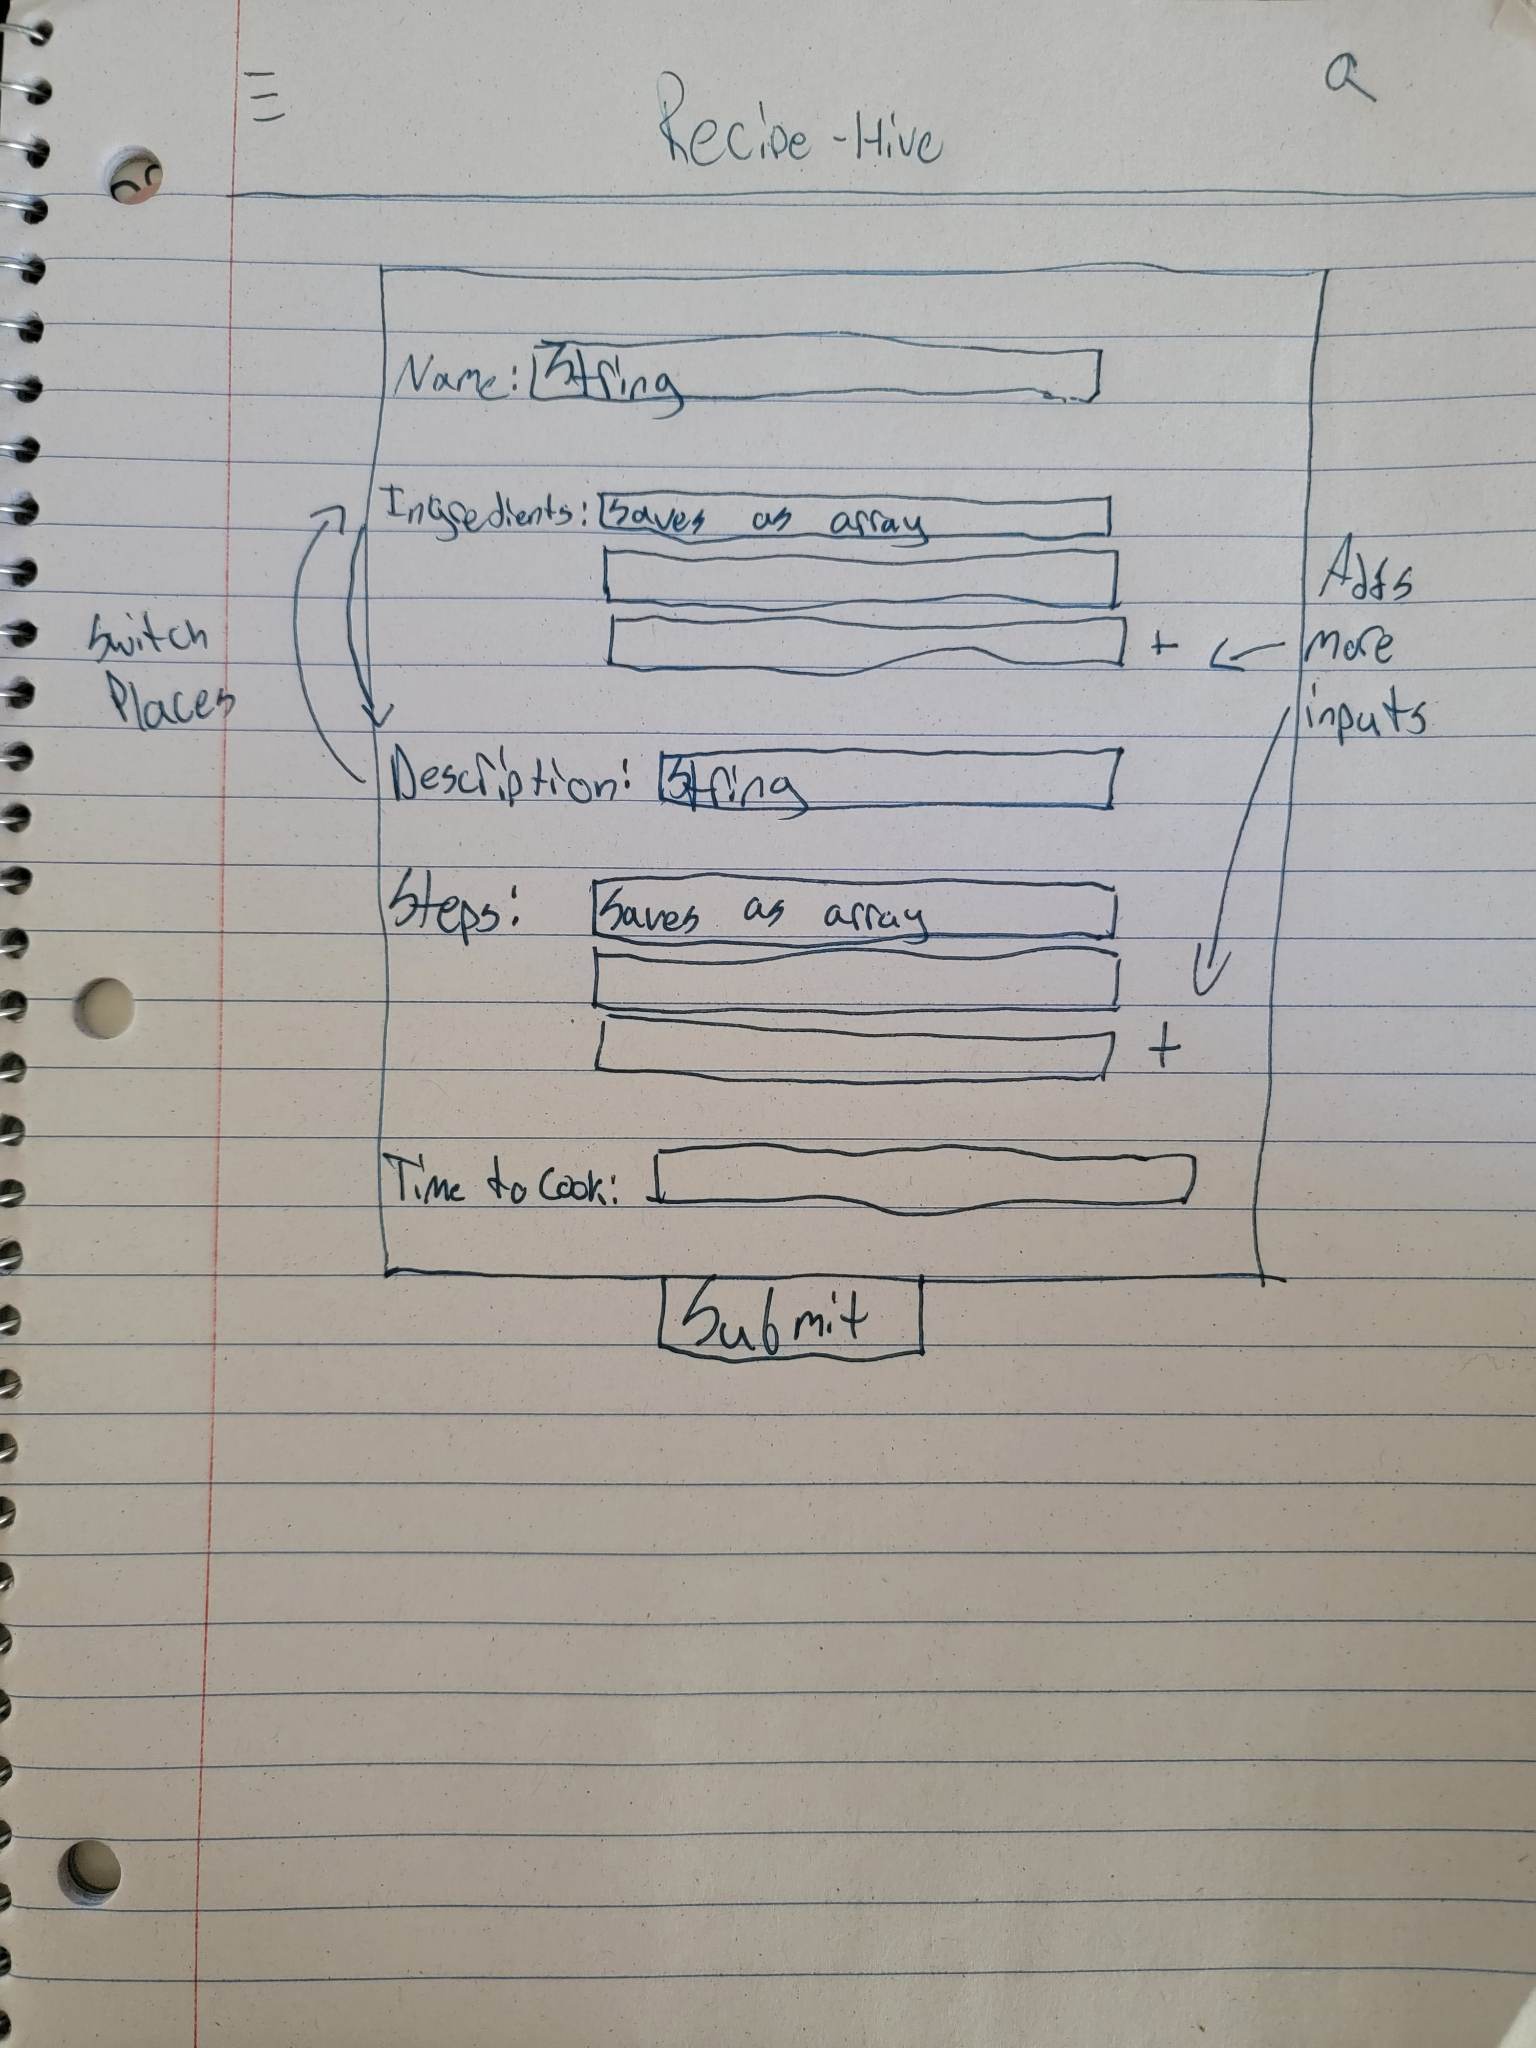 Recipe-Hive
Name: String
Ingredients: Saves as array
+
Description: String
Steps: Saves as array
+
Time to Cook:
Submit
Switch
Places
Adds
more
inputs